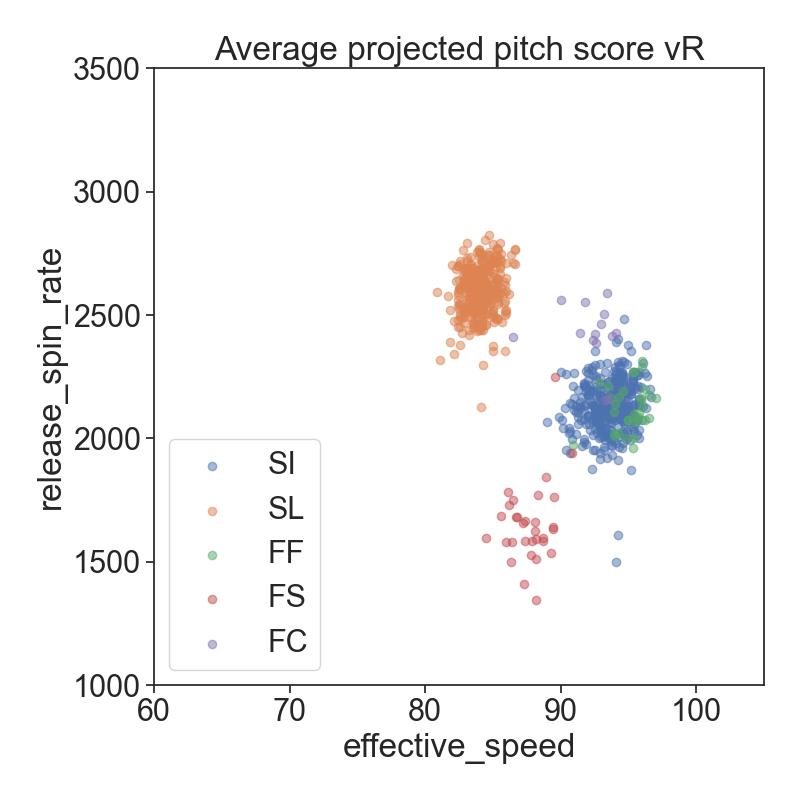 Average projected pitch score vR
3500
3000
2500
2000
1500
1000
release_spin_rate
SI
SL
FF
FS
FC
60
70
80
90
100
effective_speed